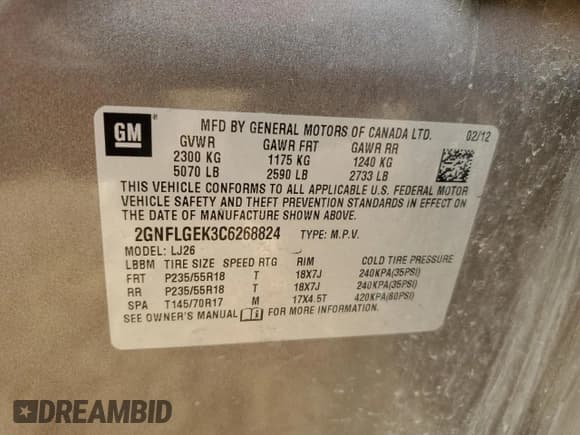 GM ®
MFD BY GENERAL MOTORS OF CANADA LTD. 02/12
GVWR GAWR FRT GAWR RR
2300 KG 1175 KG 1240 KG
5070 LB 2590 LB 2733 LB
THIS VEHICLE CONFORMS TO ALL APPLICABLE U.S. FEDERAL MOTOR
VEHICLE SAFETY AND THEFT PREVENTION STANDARDS IN EFFECT ON
THE DATE OF MANUFACTURE SHOWN ABOVE.
2GNFLGEK3C6268824 TYPE: M.P.V.
MODEL: LJ26
LBBM TIRE SIZE SPEED RTG RIM COLD TIRE PRESSURE
FRT P235/55R18 T 18X7J 240KPA(35PSI)
RR P235/55R18 T 18X7J 240KPA(35PSI)
SPA T145/70R17 M 17X4.5T 420KPA(60PSI)
SEE OWNER'S MANUAL i FOR MORE INFORMATION.
DREAMBID